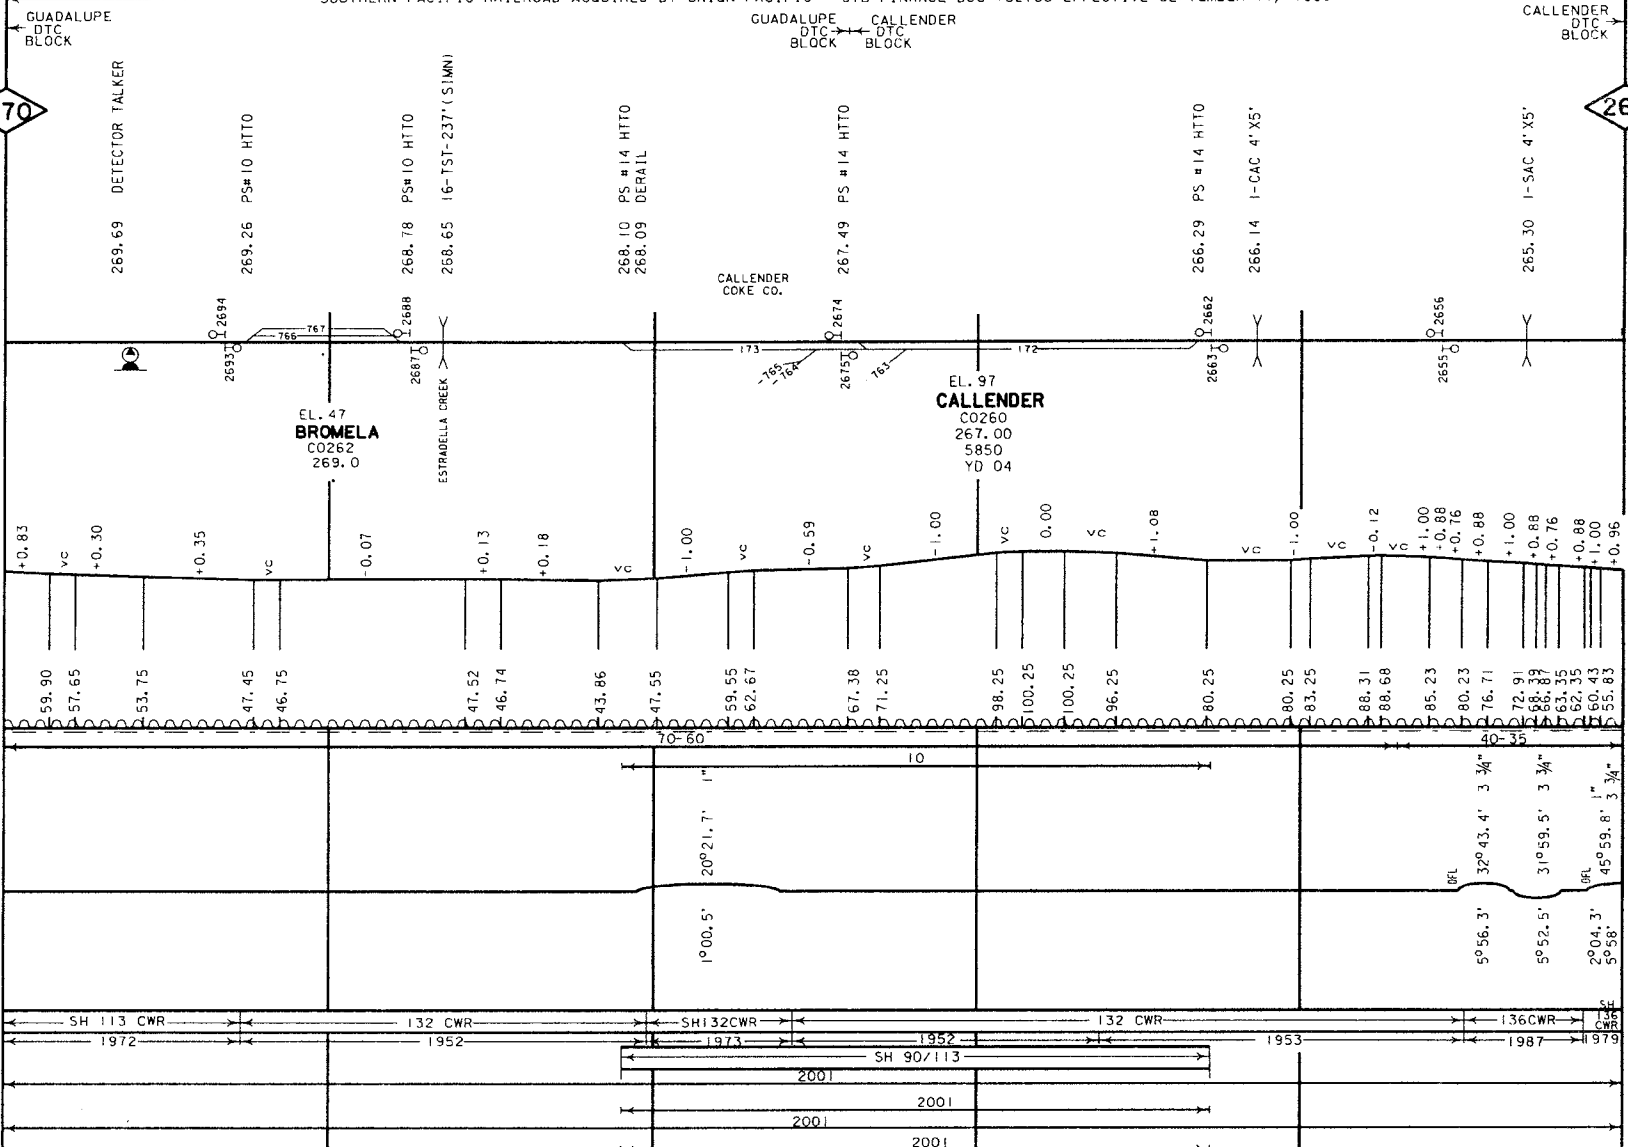 GUADALUPE
DTC
BLOCK
GUADALUPE
DTC
BLOCK
CALLENDER
DTC
BLOCK
CALLENDER
DTC
BLOCK
70
26
269.69 DETECTOR TALKER
269.26 PS#10 HTTO
268.78 PS#10 HTTO
268.65 16-TST-237'(SIMN)
268.10 PS #14 HTTO
268.09 DERAIL
267.49 PS #14 HTTO
266.29 PS #14 HTTO
266.14 1-CAC 4'X5'
265.30 1-SAC 4'X5'
CALLENDER
COKE CO.
2694
2693
767
766
2688
2687
173
765
764
2674
2675
763
172
2662
2663
2656
2655
ESTRADELLA CREEK
EL. 47
BROMELA
C0262
269.0
EL. 97
CALLENDER
C0260
267.00
5850
YD 04
+0.83
VC
+0.30
+0.35
VC
-0.07
+0.13
+0.18
VC
-1.00
VC
-0.59
VC
-1.00
VC
0.00
VC
+1.08
VC
-1.00
VC
-0.12
VC
+1.00
+0.88
+0.76
+0.88
+1.00
+0.88
+0.76
+0.88
+1.00
+0.96
59.90
57.65
53.75
47.45
46.75
47.52
46.74
43.86
47.55
59.55
62.67
67.38
71.25
98.25
100.25
100.25
96.25
80.25
80.25
83.25
88.31
88.68
85.23
80.23
76.71
72.91
68.39
66.87
63.35
62.35
60.43
55.83
70-60
40-35
10
20°21.7' 1"
DFL
32°43.4' 3 3/4"
31°59.5' 3 3/4"
DFL
1"
45°59.8' 3 3/4"
1°00.5'
5°56.3'
5°52.5'
2°04.3'
5°58'
SH 113 CWR
132 CWR
SH132CWR
132 CWR
136CWR
SH
136
CWR
1972
1952
1973
1952
1953
1987
1979
SH 90/113
2001
2001
2001
2001